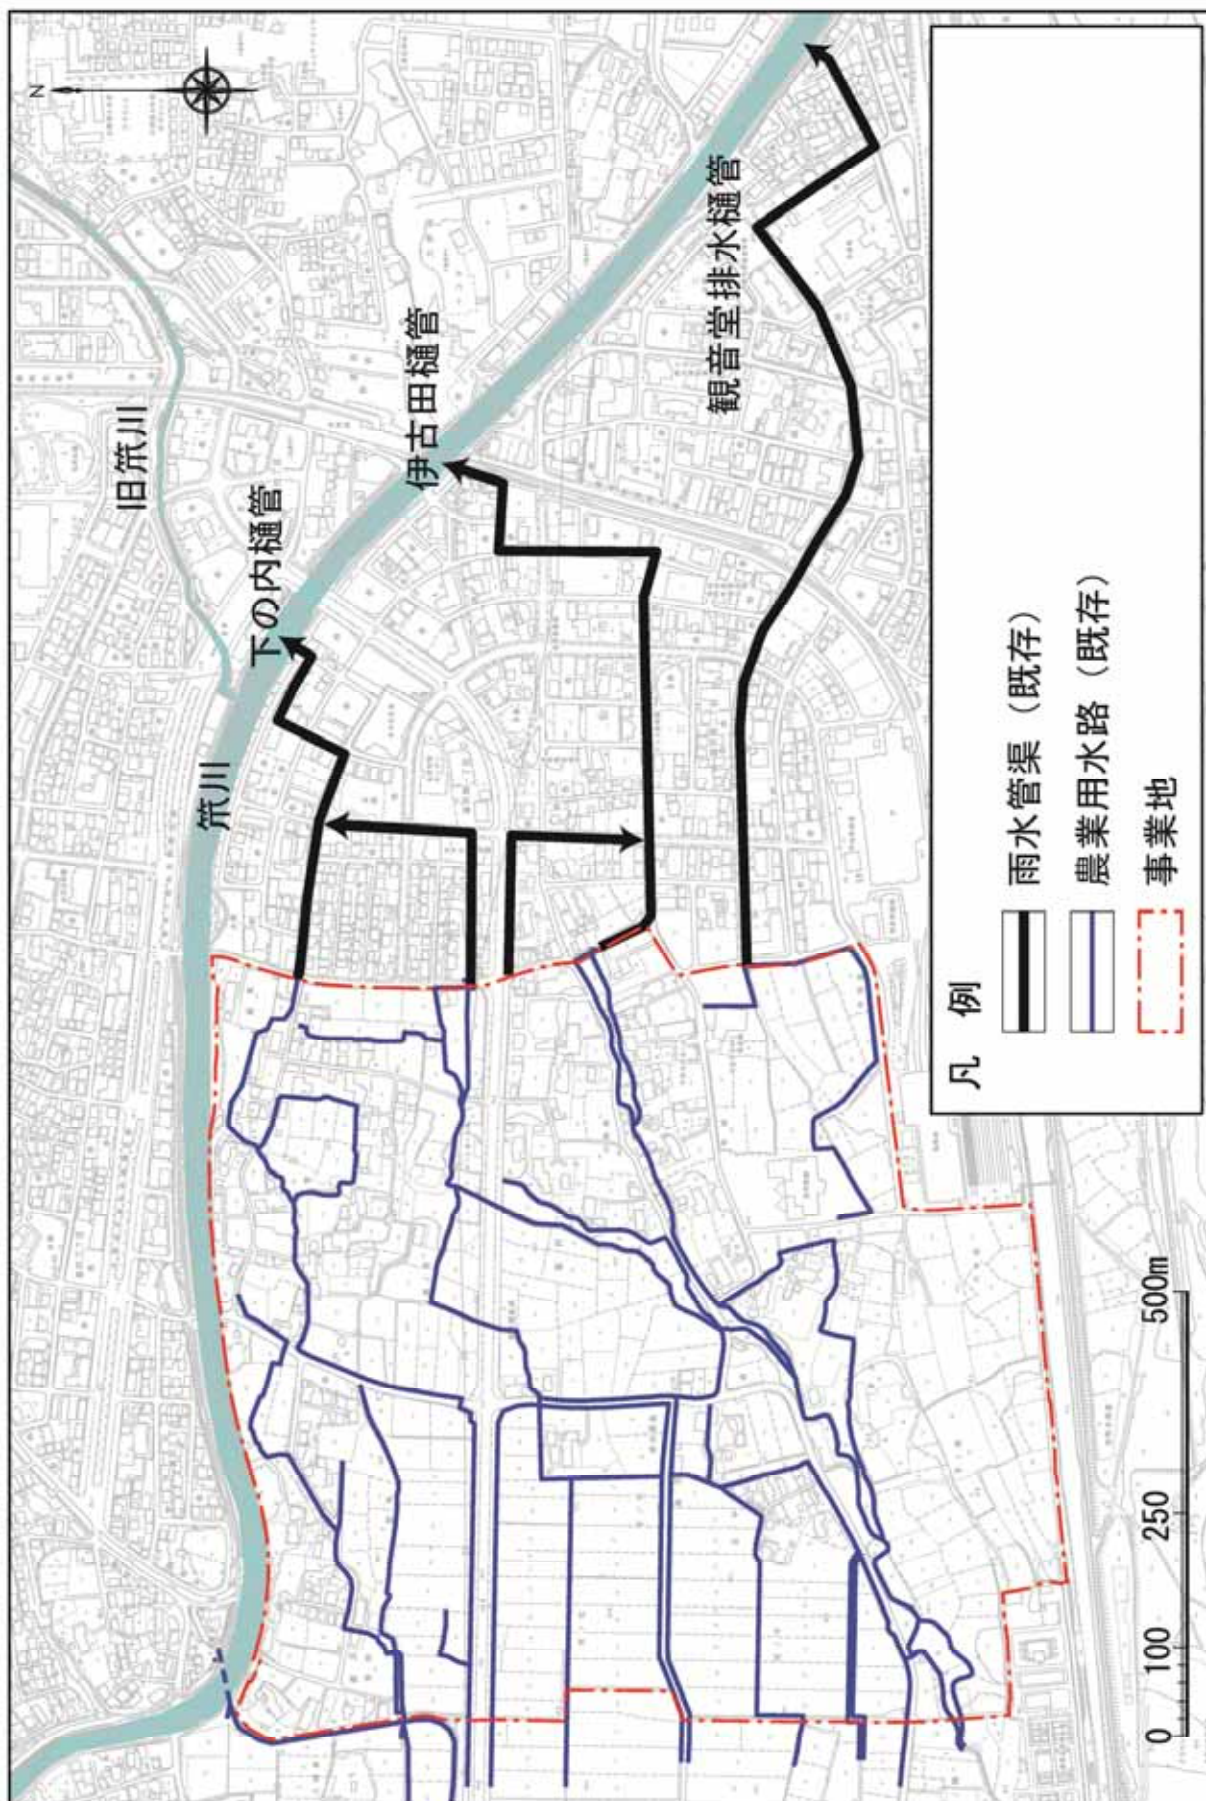 N
旧笊川
下の内樋管
伊古田樋管
観音堂排水樋管
笊川
凡 例
雨水管渠（既存）
農業用水路（既存）
事業地
0 100 250 500m